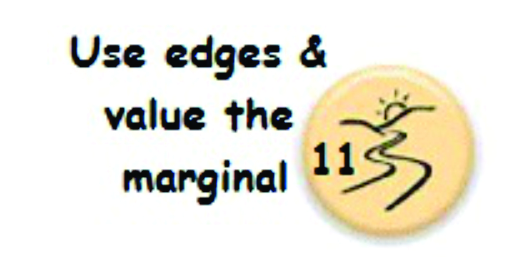 Use edges &
value the
marginal
11